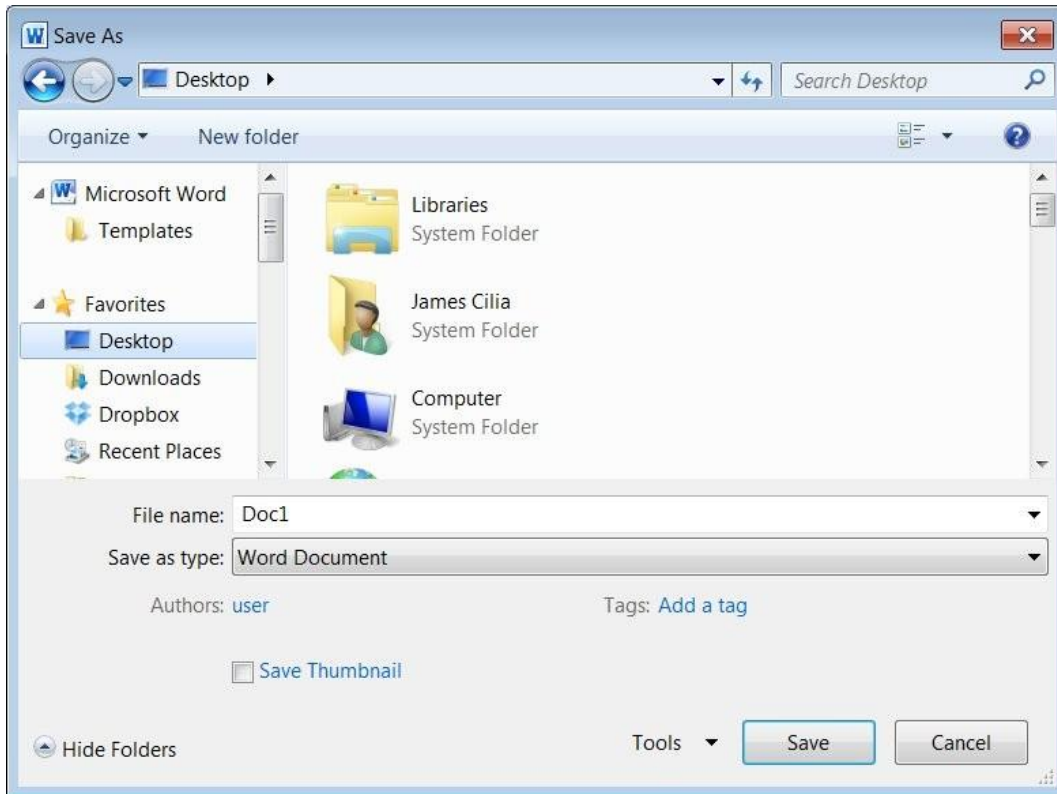 Save As
Desktop
Search Desktop
Organize
New folder
Microsoft Word
Templates
Favorites
Desktop
Downloads
Dropbox
Recent Places
Libraries
System Folder
James Cilia
System Folder
Computer
System Folder
File name: Doc1
Save as type: Word Document
Authors: user
Tags: Add a tag
Save Thumbnail
Hide Folders
Tools
Save
Cancel